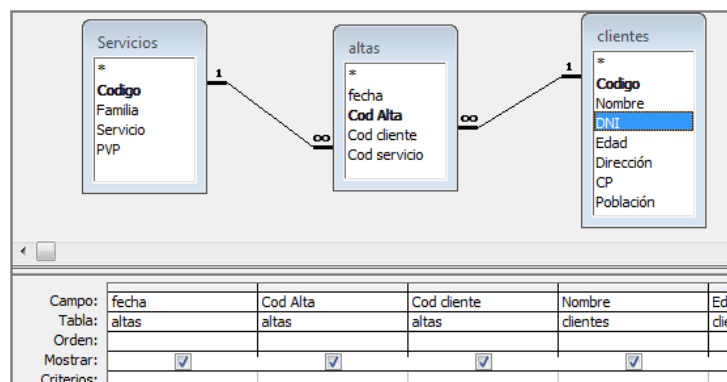 Servicios
*
Codigo
Familia
Servicio
PVP
1
∞
altas
*
fecha
Cod Alta
Cod cliente
Cod servicio
∞
1
clientes
*
Codigo
Nombre
DNI
Edad
Dirección
CP
Población
Campo: fecha Cod Alta Cod cliente Nombre Ed
Tabla: altas altas altas clientes clie
Orden:
Mostrar:
Criterios: